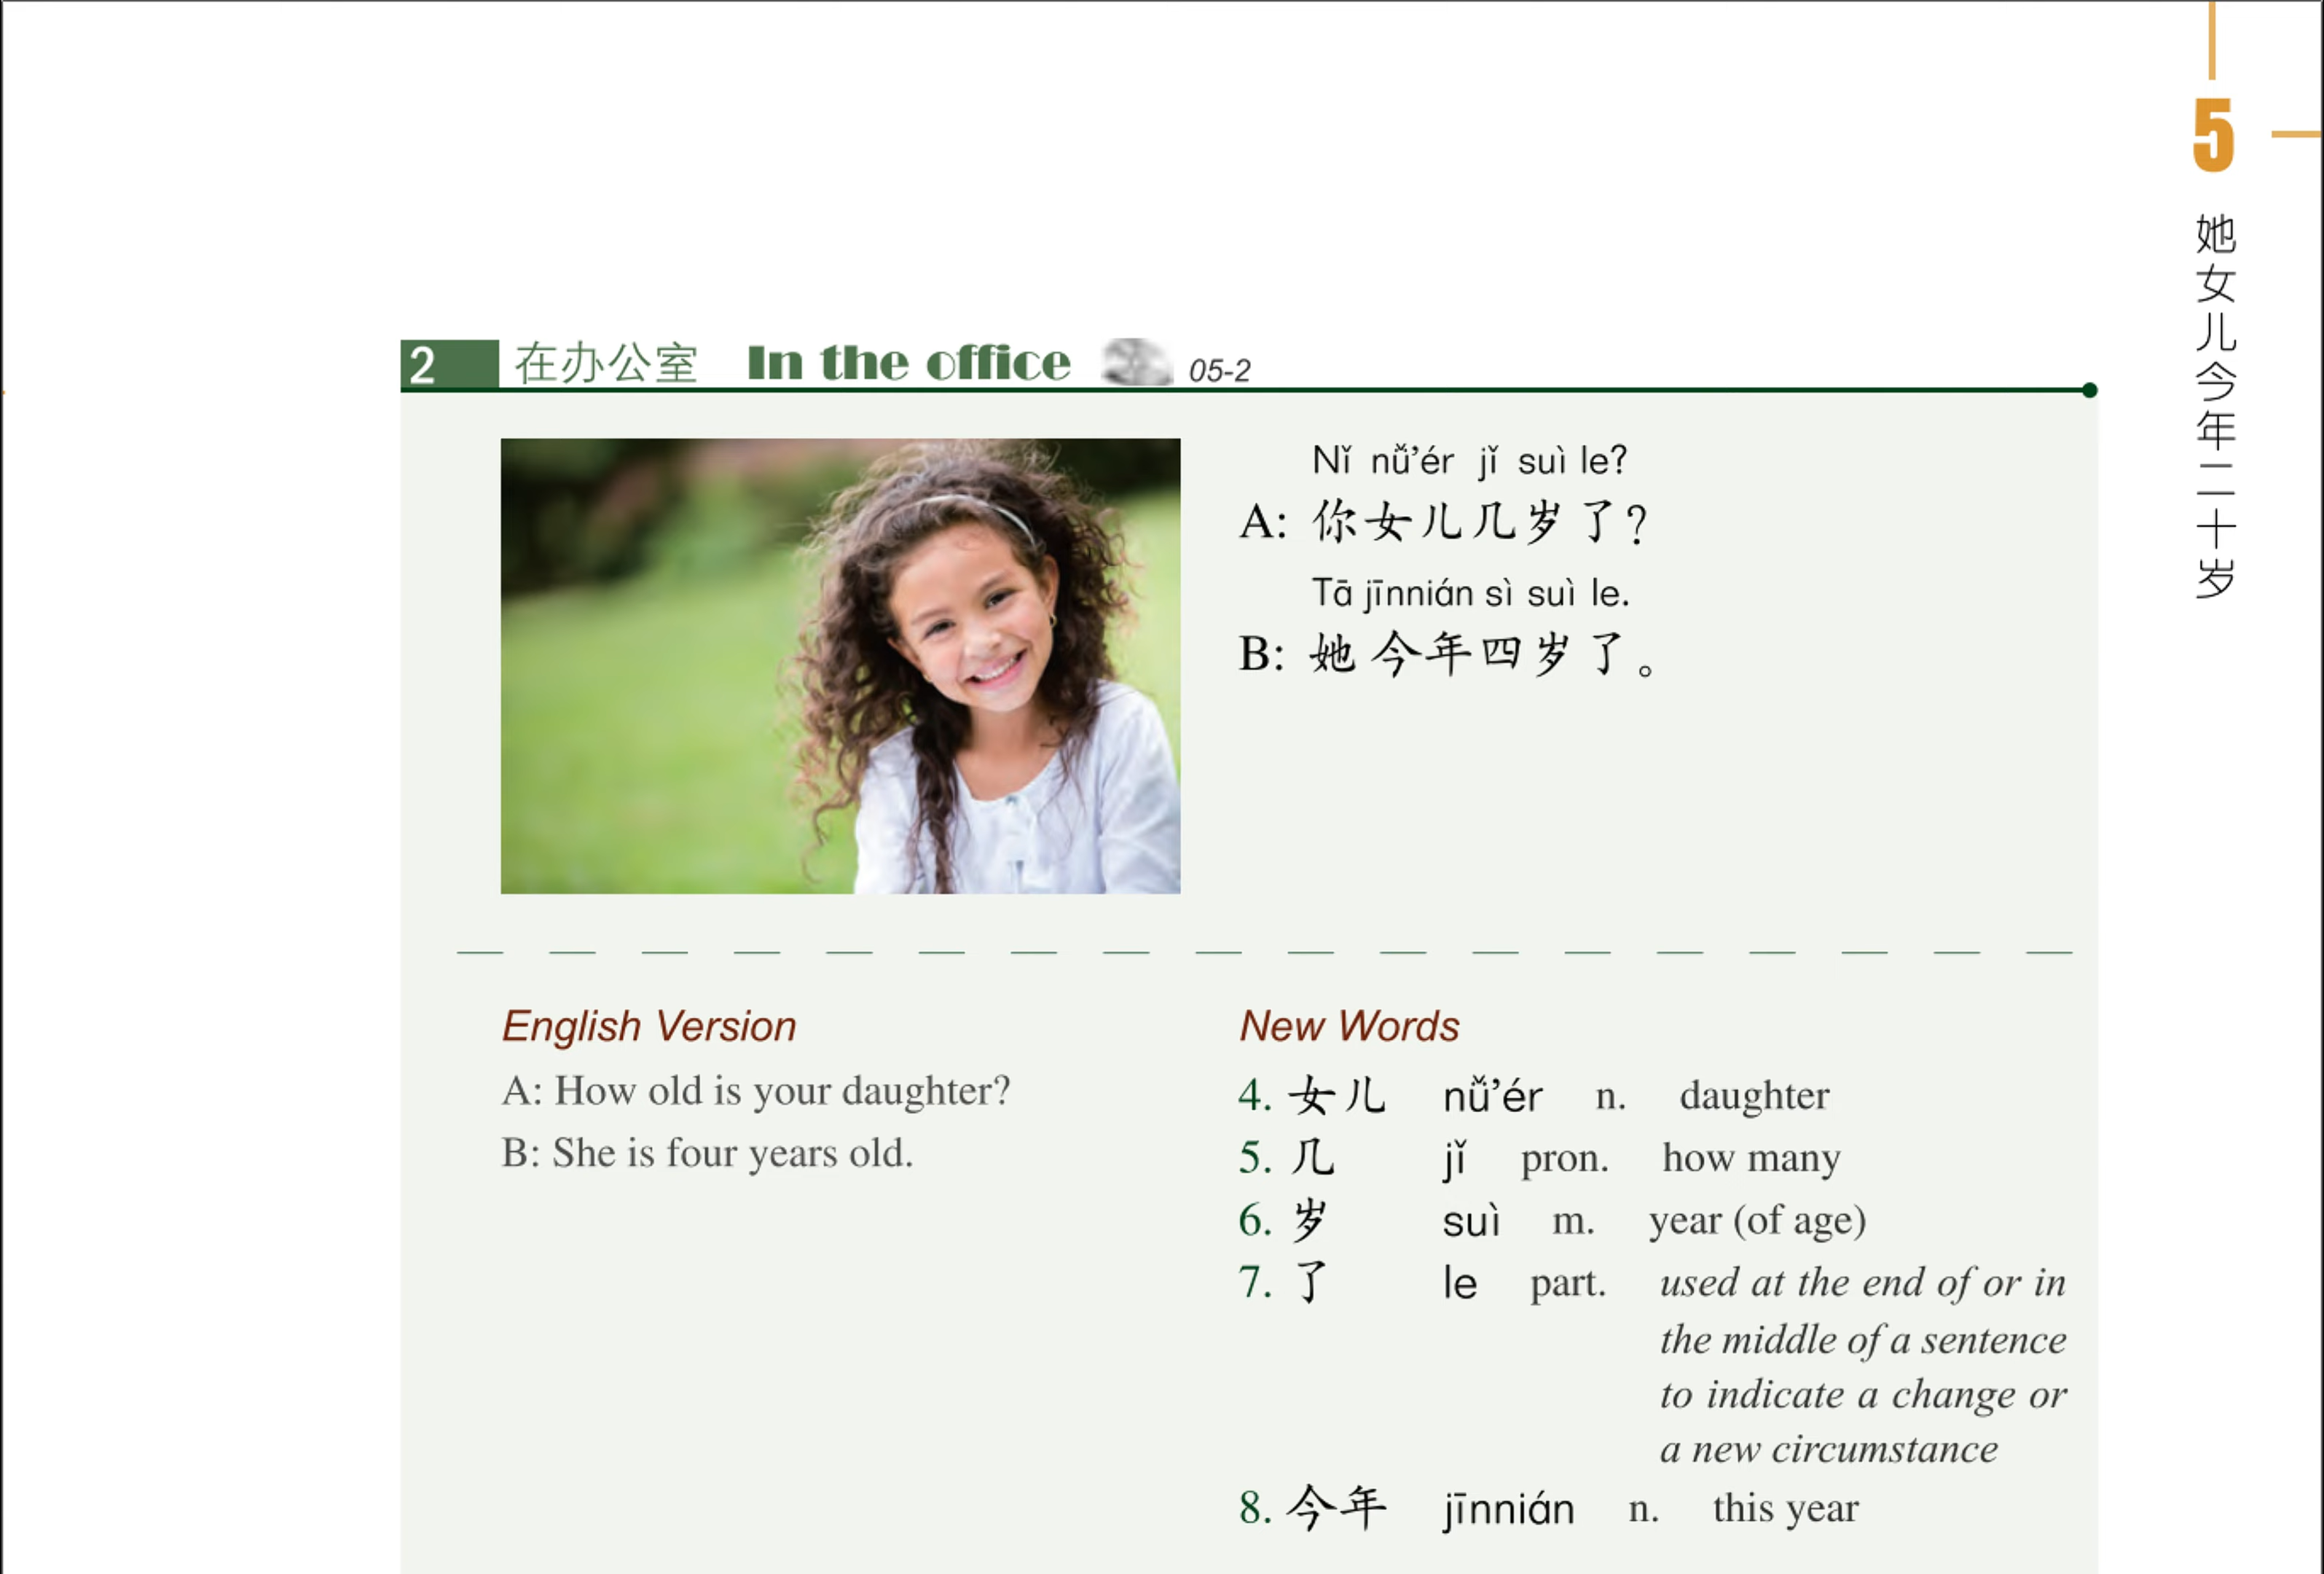 5
她女儿今年二十岁
2 在办公室 In the office 05-2
Nǐ nǚ’ér jǐ suì le?
A: 你女儿几岁了？
Tā jīnnián sì suì le.
B: 她今年四岁了。
English Version
A: How old is your daughter?
B: She is four years old.
New Words
4. 女儿 nǚ’ér n. daughter
5. 几 jǐ pron. how many
6. 岁 suì m. year (of age)
7. 了 le part. used at the end of or in
the middle of a sentence
to indicate a change or
a new circumstance
8. 今年 jīnnián n. this year